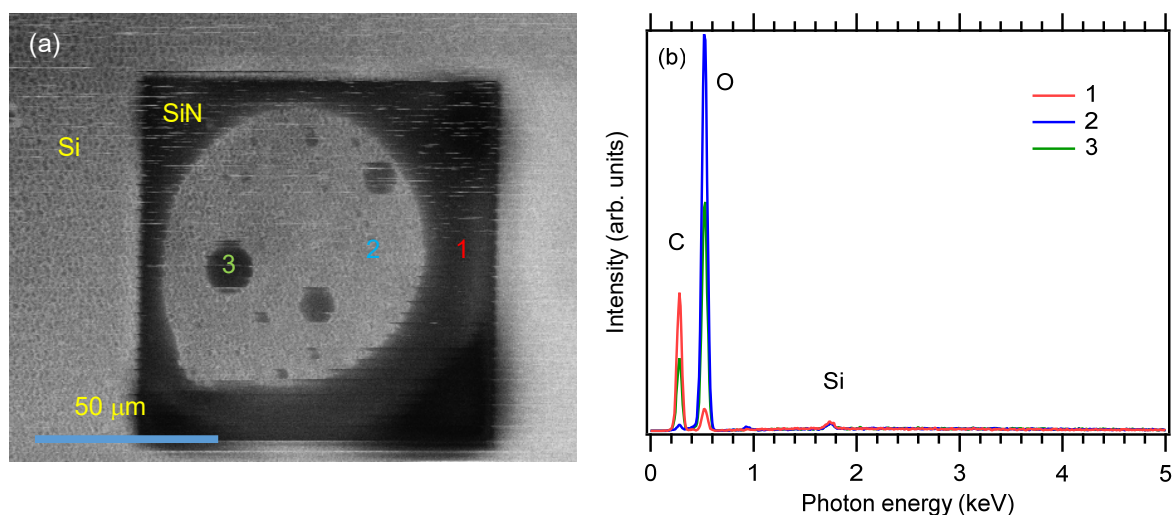 (a)
SiN
Si
1
2
3
50 μm
(b)
O
C
Si
1
2
3
Intensity (arb. units)
0
1
2
3
4
5
Photon energy (keV)